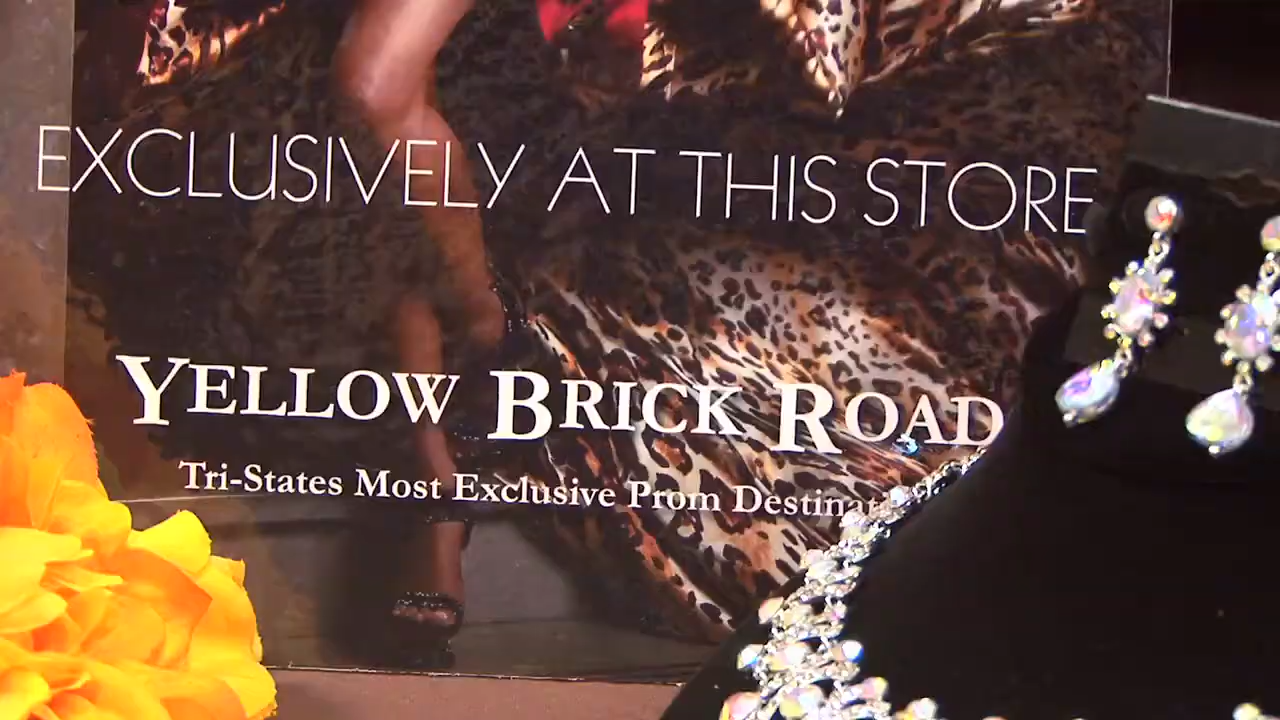 EXCLUSIVELY AT THIS STORE
YELLOW BRICK ROAD
Tri-States Most Exclusive Prom